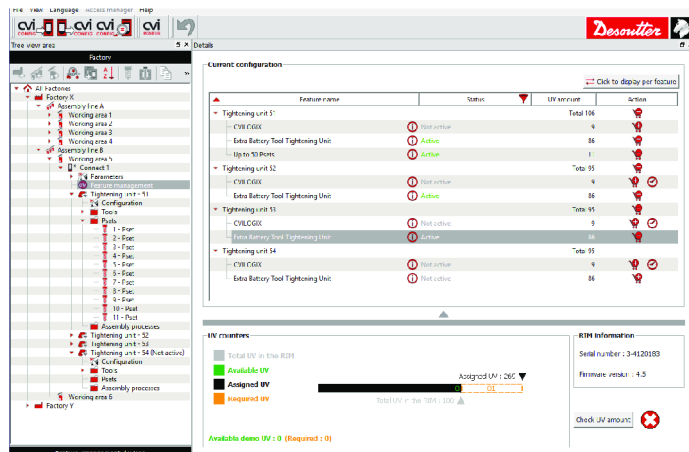 File View Language Access manager Help
cvi CONFIG cvi CONFIG cvi CONFIG cvi
Desoutter
Tree view area
Details
Factory
All Factories
Factory X
Assembly line A
Working area 1
Working area 2
Working area 3
Working area 4
Assembly line B
Working area 5
Connect 1
Parameters
Feature management
Tightening unit - 51
Configuration
Tools
Psets
1 - Pset
2 - Pset
3 - Pset
4 - Pset
5 - Pset
6 - Pset
7 - Pset
8 - Pset
9 - Pset
10 - Pset
11 - Pset
Assembly processes
Tightening unit - 52
Tightening unit - 53
Tightening unit - 54 (Not active)
Configuration
Tools
Psets
Assembly processes
Working area 6
Factory Y
Current configuration
Click to display per feature
Feature name Status UV amount Action
Tightening unit 51 Total 106
CVILOGIX Not active 9
Extra Battery Tool Tightening Unit Active 86
Up to 50 Psets Active 11
Tightening unit 52 Total 95
CVILOGIX Not active 9
Extra Battery Tool Tightening Unit Active 86
Tightening unit 53 Total 95
CVILOGIX Not active 9
Extra Battery Tool Tightening Unit Active 86
Tightening unit 54 Total 95
CVILOGIX Not active 9
Extra Battery Tool Tightening Unit Not active 86
UV counters
Total UV in the RIM
Available UV
Assigned UV
Required UV
Assigned UV : 265
0
Total UV in the RIM :
Available demo UV : 0 (Required : 0)
RIM Information
Serial number : 3-4120183
Firmware version : 4.5
Check UV amount